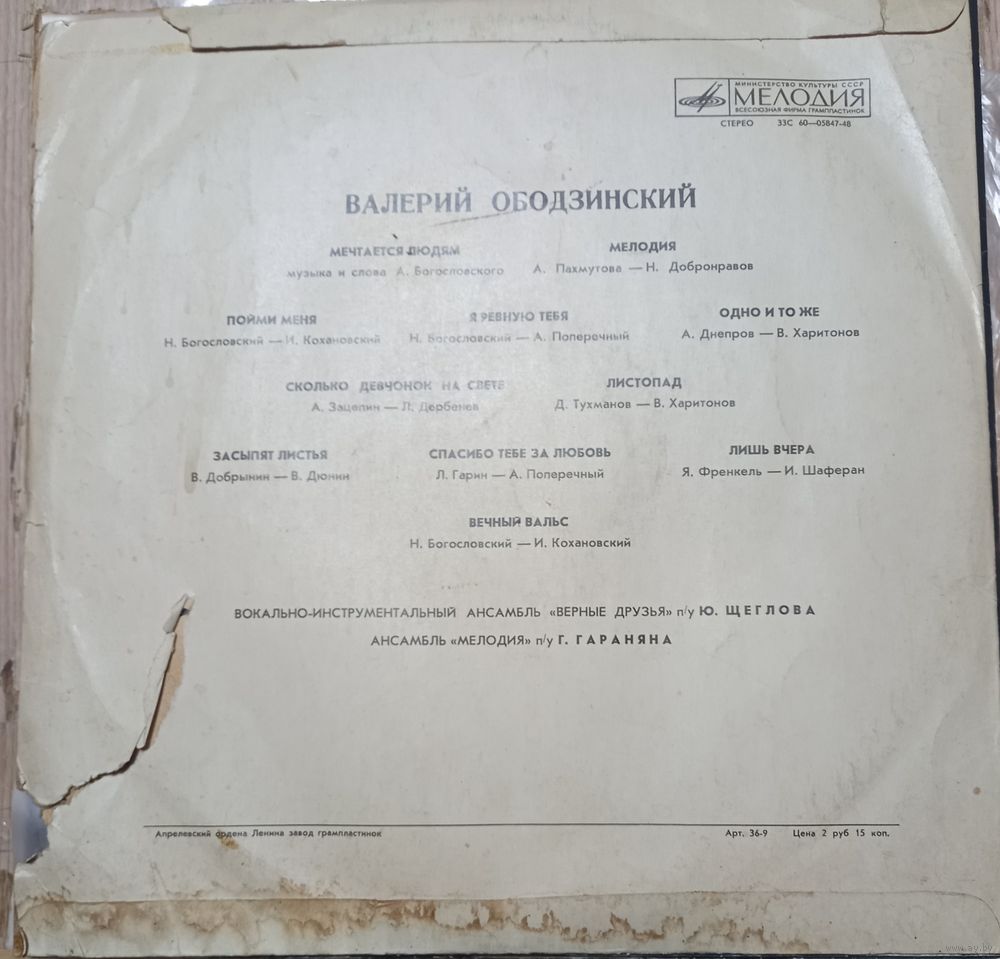 МИНИСТЕРСТВО КУЛЬТУРЫ СССР
МЕЛОДИЯ
ВСЕСОЮЗНАЯ ФИРМА ГРАМПЛАСТИНОК
СТЕРЕО 33С 60—05847-48
ВАЛЕРИЙ ОБОДЗИНСКИЙ
МЕЧТАЕТСЯ ЛЮДЯМ МЕЛОДИЯ
музыка и слова А. Богословского А. Пахмутова — Н. Добронравов
ПОЙМИ МЕНЯ Я РЕВНУЮ ТЕБЯ ОДНО И ТО ЖЕ
Н. Богословский — И. Кохановский Н. Богословский — А. Поперечный А. Днепров — В. Харитонов
СКОЛЬКО ДЕВЧОНОК НА СВЕТЕ ЛИСТОПАД
А. Зацепин — Л. Дербенев Д. Тухманов — В. Харитонов
ЗАСЫПЯТ ЛИСТЬЯ СПАСИБО ТЕБЕ ЗА ЛЮБОВЬ ЛИШЬ ВЧЕРА
В. Добрынин — В. Дюнин Л. Гарин — А. Поперечный Я. Френкель — И. Шаферан
ВЕЧНЫЙ ВАЛЬС
Н. Богословский — И. Кохановский
ВОКАЛЬНО-ИНСТРУМЕНТАЛЬНЫЙ АНСАМБЛЬ «ВЕРНЫЕ ДРУЗЬЯ» п/у Ю. ЩЕГЛОВА
АНСАМБЛЬ «МЕЛОДИЯ» п/у Г. ГАРАНЯНА
Апрелевский ордена Ленина завод грампластинок Арт. 36-9 Цена 2 руб 15 коп.
www.ay.by